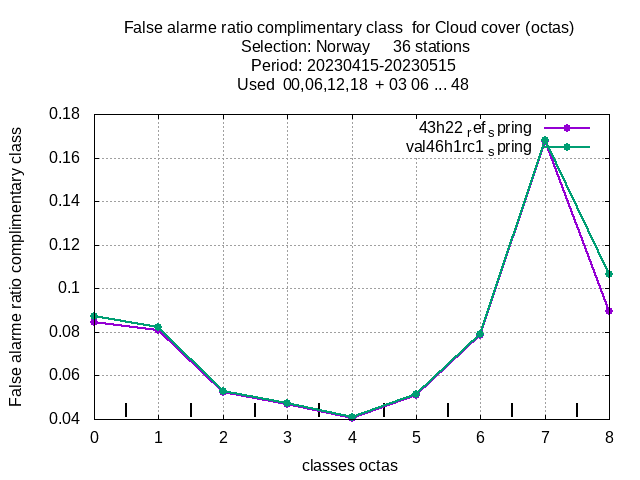 False alarme ratio complimentary class  for Cloud cover (octas)
Selection: Norway     36 stations
Period: 20230415-20230515
Used  00,06,12,18  + 03 06 ... 48
False alarme ratio complimentary class
0.18
0.16
0.14
0.12
0.1
0.08
0.06
0.04
43h22 ref spring
val46h1rc1 spring
0 1 2 3 4 5 6 7 8
classes octas